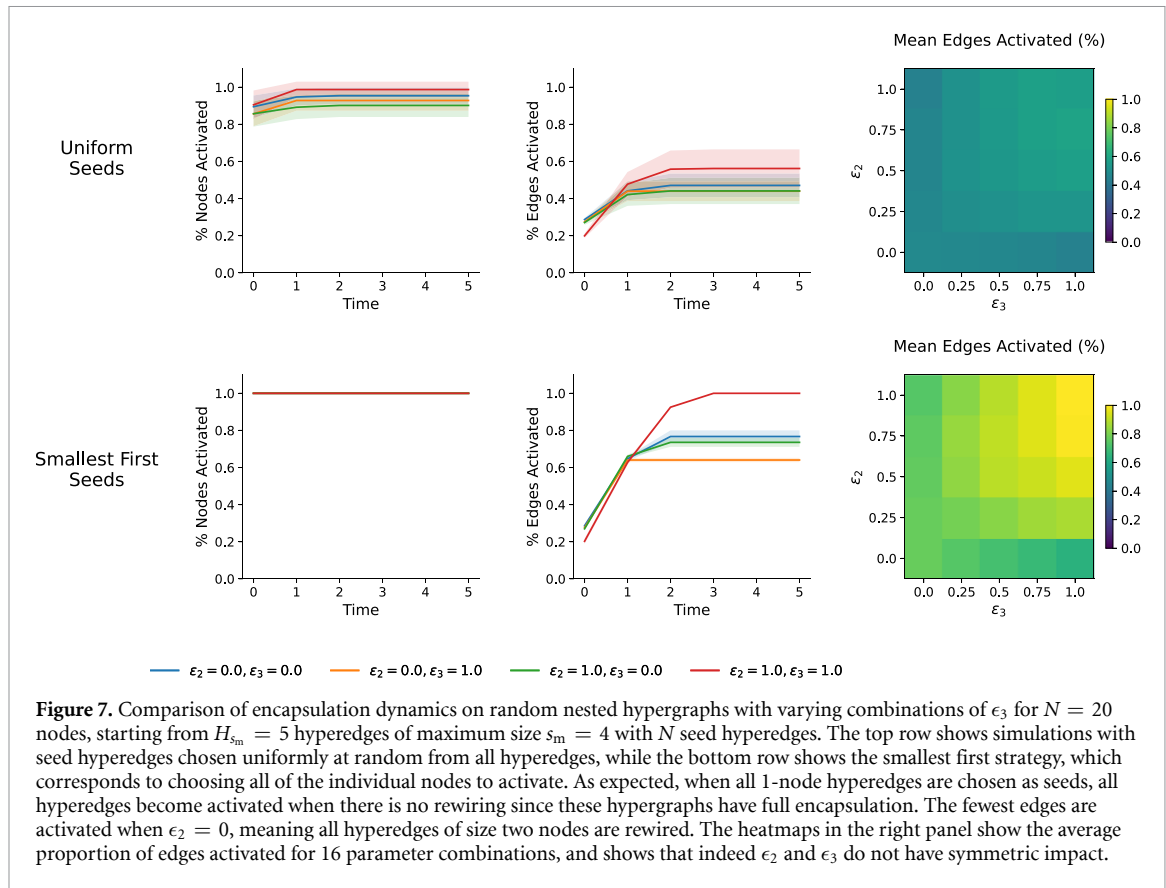 Mean Edges Activated (%)
Uniform
Seeds
% Nodes Activated
1.0
0.8
0.6
0.4
0.2
0.0
0 1 2 3 4 5
Time
% Edges Activated
1.0
0.8
0.6
0.4
0.2
0.0
0 1 2 3 4 5
Time
ε2
1.0
0.75
0.5
0.25
0.0
0.0 0.25 0.5 0.75 1.0
ε3
1.0
0.8
0.6
0.4
0.2
0.0
Mean Edges Activated (%)
Smallest First
Seeds
% Nodes Activated
1.0
0.8
0.6
0.4
0.2
0.0
0 1 2 3 4 5
Time
% Edges Activated
1.0
0.8
0.6
0.4
0.2
0.0
0 1 2 3 4 5
Time
ε2
1.0
0.75
0.5
0.25
0.0
0.0 0.25 0.5 0.75 1.0
ε3
1.0
0.8
0.6
0.4
0.2
0.0
ε2 = 0.0, ε3 = 0.0 ε2 = 0.0, ε3 = 1.0 ε2 = 1.0, ε3 = 0.0 ε2 = 1.0, ε3 = 1.0
Figure 7. Comparison of encapsulation dynamics on random nested hypergraphs with varying combinations of ϵ3 for N = 20
nodes, starting from Hsm = 5 hyperedges of maximum size sm = 4 with N seed hyperedges. The top row shows simulations with
seed hyperedges chosen uniformly at random from all hyperedges, while the bottom row shows the smallest first strategy, which
corresponds to choosing all of the individual nodes to activate. As expected, when all 1-node hyperedges are chosen as seeds, all
hyperedges become activated when there is no rewiring since these hypergraphs have full encapsulation. The fewest edges are
activated when ϵ2 = 0, meaning all hyperedges of size two nodes are rewired. The heatmaps in the right panel show the average
proportion of edges activated for 16 parameter combinations, and shows that indeed ϵ2 and ϵ3 do not have symmetric impact.